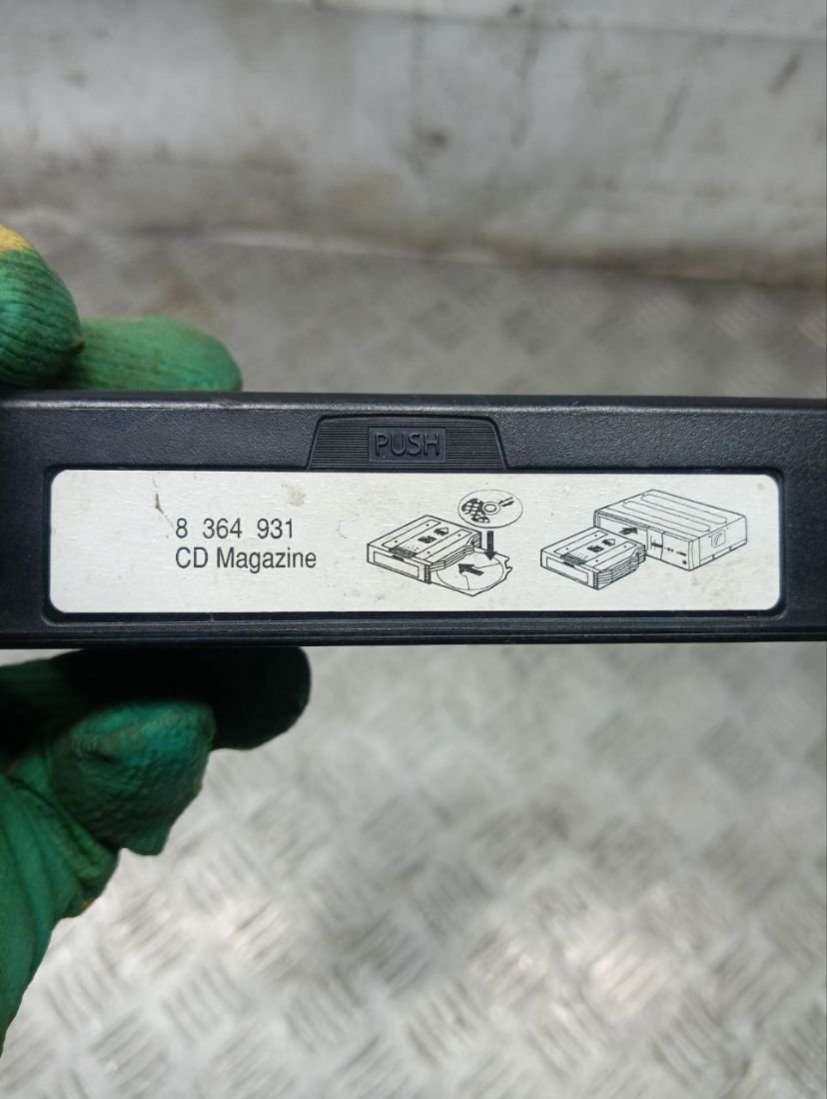 PUSH
8 364 931
CD Magazine